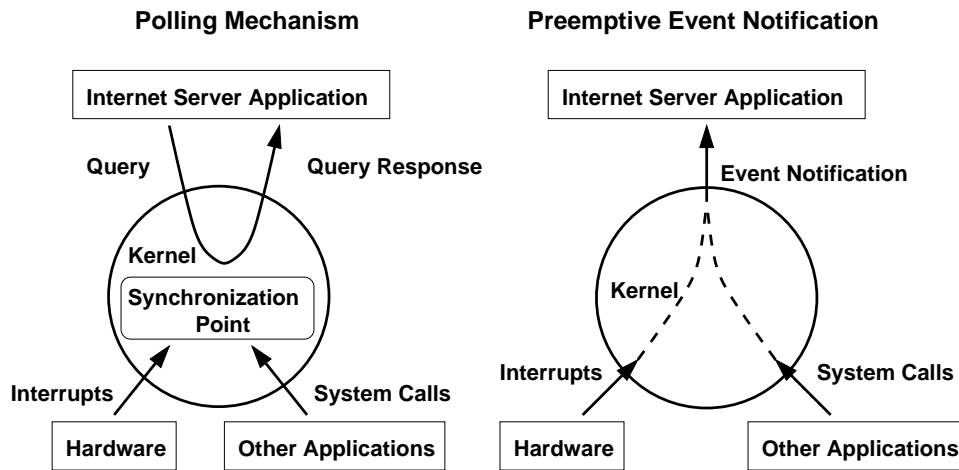 Polling Mechanism
Internet Server Application
Query
Query Response
Kernel
Synchronization
Point
Interrupts
System Calls
Hardware
Other Applications
Preemptive Event Notification
Internet Server Application
Event Notification
Kernel
Interrupts
System Calls
Hardware
Other Applications